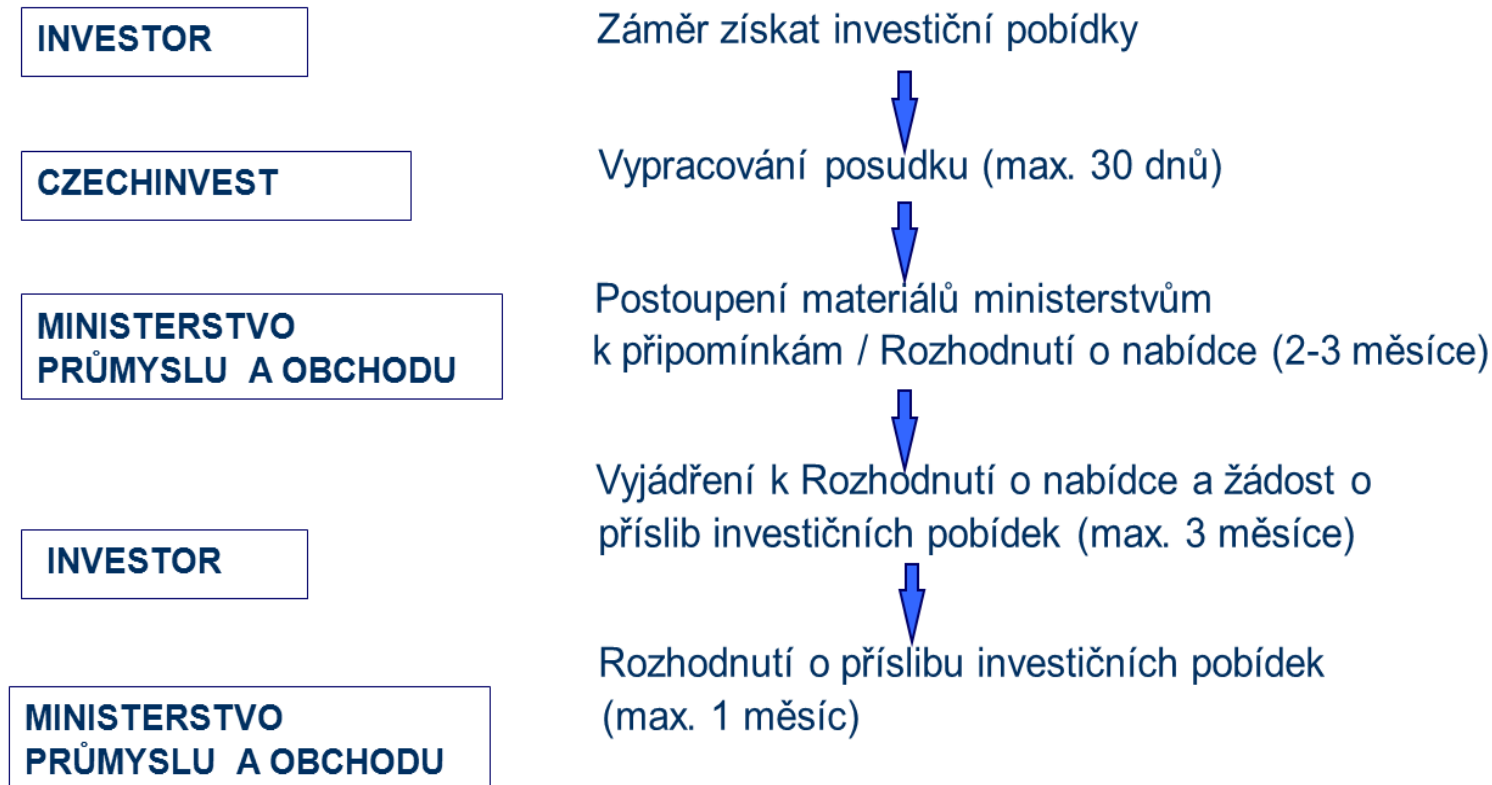 INVESTOR
Záměr získat investiční pobídky
CZECHINVEST
Vypracování posudku (max. 30 dnů)
MINISTERSTVO
PRŮMYSLU A OBCHODU
Postoupení materiálů ministerstvům
k připomínkám / Rozhodnutí o nabídce (2-3 měsíce)
INVESTOR
Vyjádření k Rozhodnutí o nabídce a žádost o
příslib investičních pobídek (max. 3 měsíce)
MINISTERSTVO
PRŮMYSLU A OBCHODU
Rozhodnutí o příslibu investičních pobídek
(max. 1 měsíc)